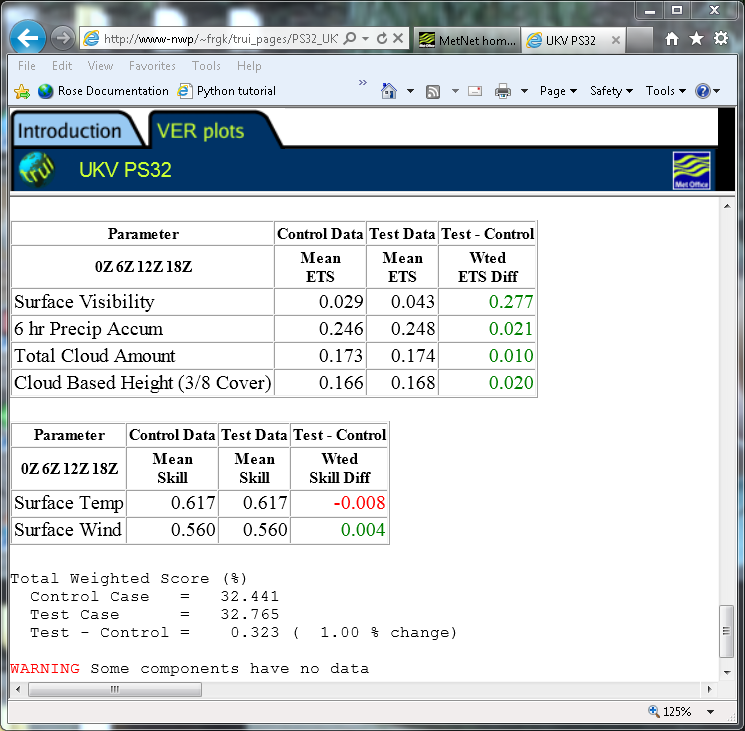 http://www-nwp/~frgk/trui_pages/PS32_UK
MetNet hom...
UKV PS32
File Edit View Favorites Tools Help
Rose Documentation Python tutorial
Page Safety Tools
Introduction VER plots
trui UKV PS32 Met Office
Parameter Control Data Test Data Test - Control
0Z 6Z 12Z 18Z Mean ETS Mean ETS Wted ETS Diff
Surface Visibility 0.029 0.043 0.277
6 hr Precip Accum 0.246 0.248 0.021
Total Cloud Amount 0.173 0.174 0.010
Cloud Based Height (3/8 Cover) 0.166 0.168 0.020
Parameter Control Data Test Data Test - Control
0Z 6Z 12Z 18Z Mean Skill Mean Skill Wted Skill Diff
Surface Temp 0.617 0.617 -0.008
Surface Wind 0.560 0.560 0.004
Total Weighted Score (%)
Control Case = 32.441
Test Case = 32.765
Test - Control = 0.323 ( 1.00 % change)
WARNING Some components have no data
125%